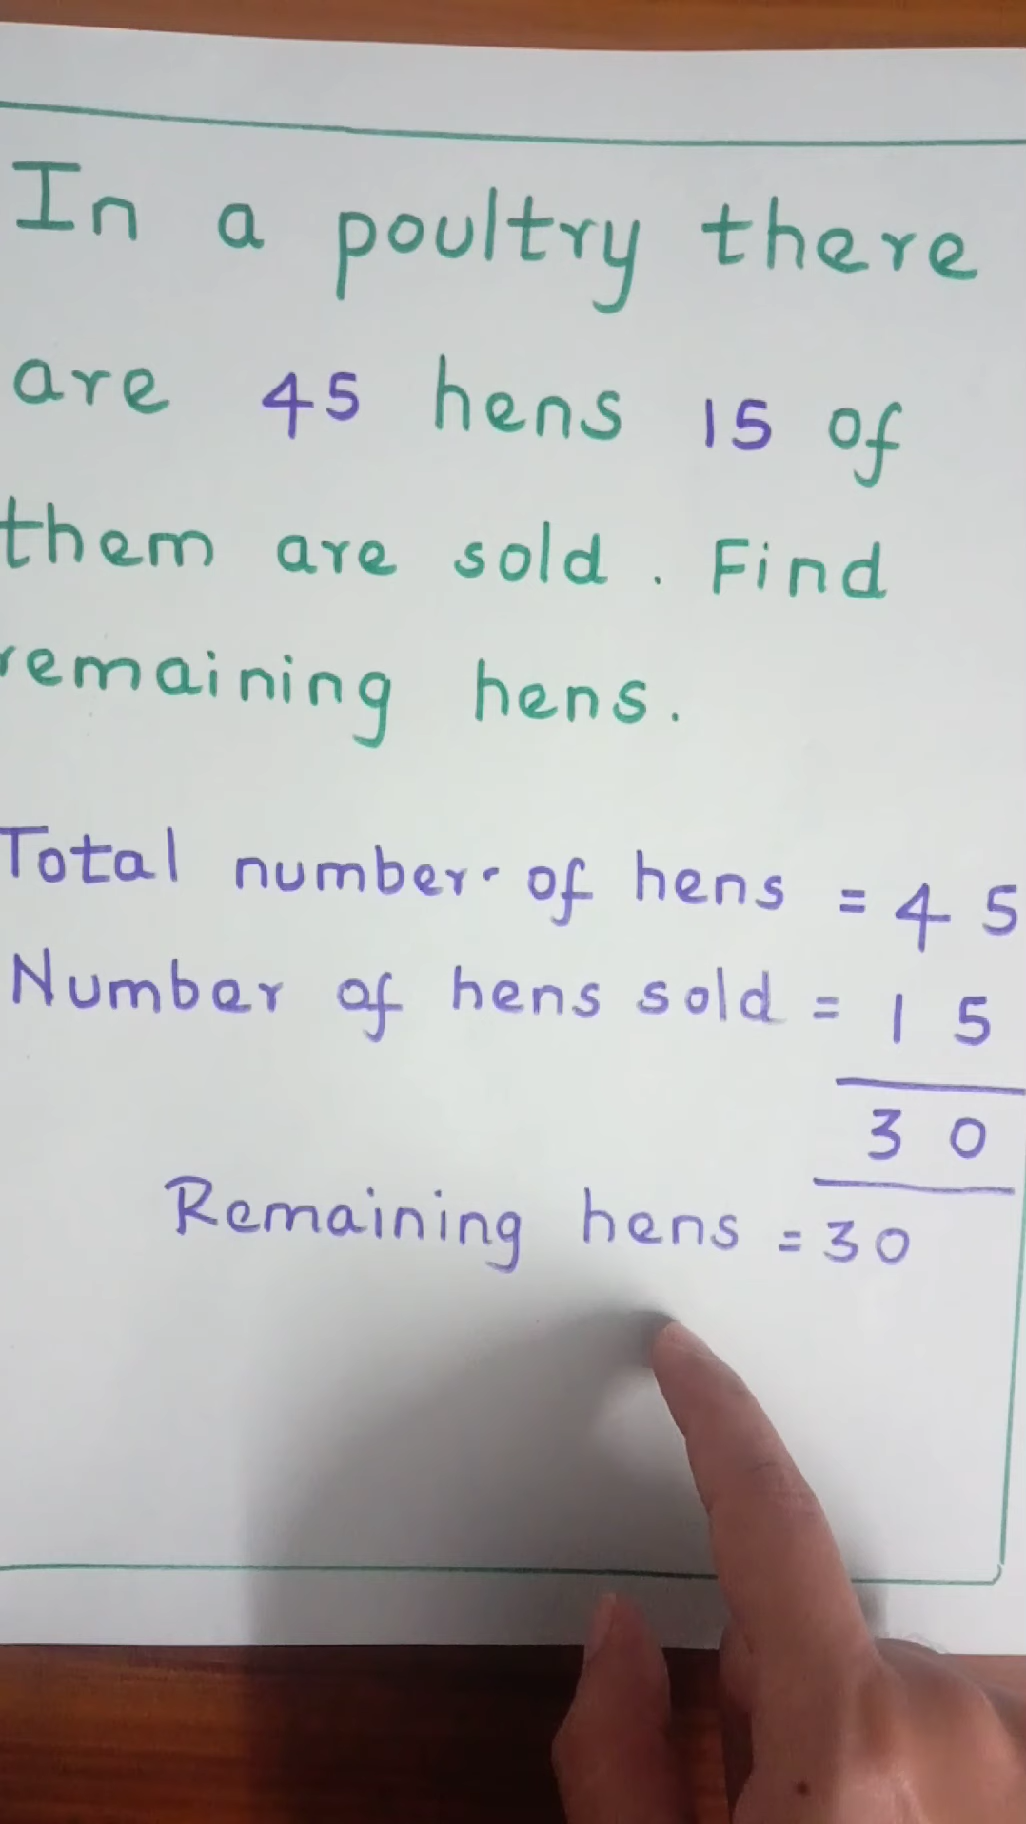 In a poultry there
are 45 hens 15 of
them are sold. Find
remaining hens.
Total number of hens = 45
Number of hens sold = 15
30
Remaining hens = 30